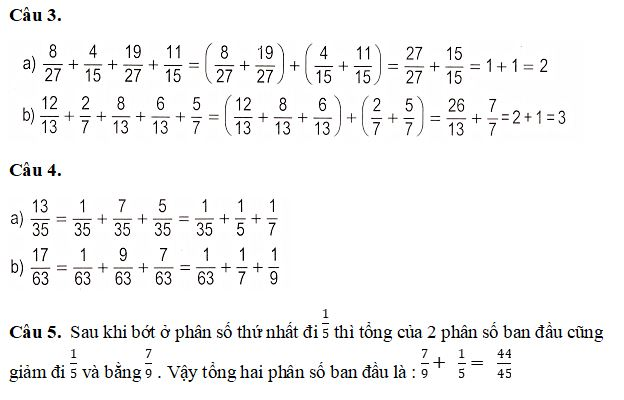 Câu 3.
a) 8/27 + 4/15 + 19/27 + 11/15 = (8/27 + 19/27) + (4/15 + 11/15) = 27/27 + 15/15 = 1 + 1 = 2
b) 12/13 + 2/7 + 8/13 + 6/13 + 5/7 = (12/13 + 8/13 + 6/13) + (2/7 + 5/7) = 26/13 + 7/7 = 2 + 1 = 3
Câu 4.
a) 13/35 = 1/35 + 7/35 + 5/35 = 1/35 + 1/5 + 1/7
b) 17/63 = 1/63 + 9/63 + 7/63 = 1/63 + 1/7 + 1/9
Câu 5. Sau khi bớt ở phân số thứ nhất đi 1/5 thì tổng của 2 phân số ban đầu cũng
giảm đi 1/5 và bằng 7/9 . Vậy tổng hai phân số ban đầu là : 7/9 + 1/5 = 44/45